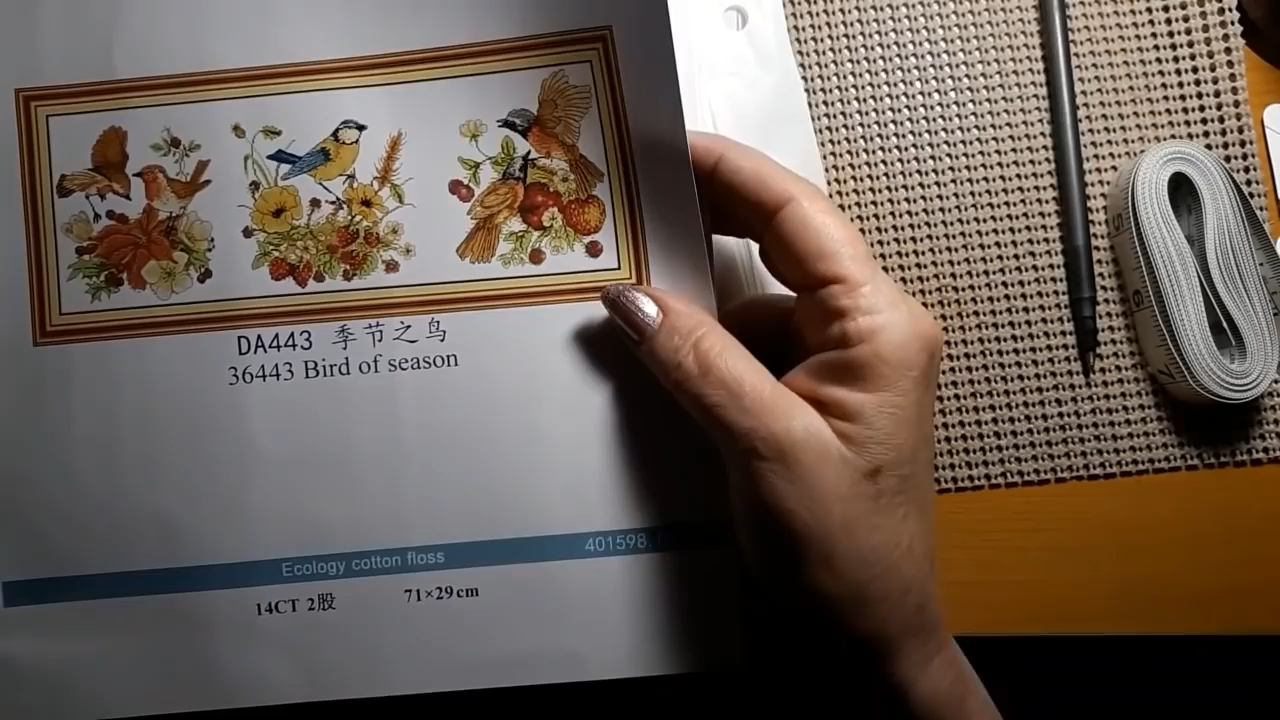 DA443 季节之鸟
36443 Bird of season
Ecology cotton floss 401598.
14CT 2股 71×29cm